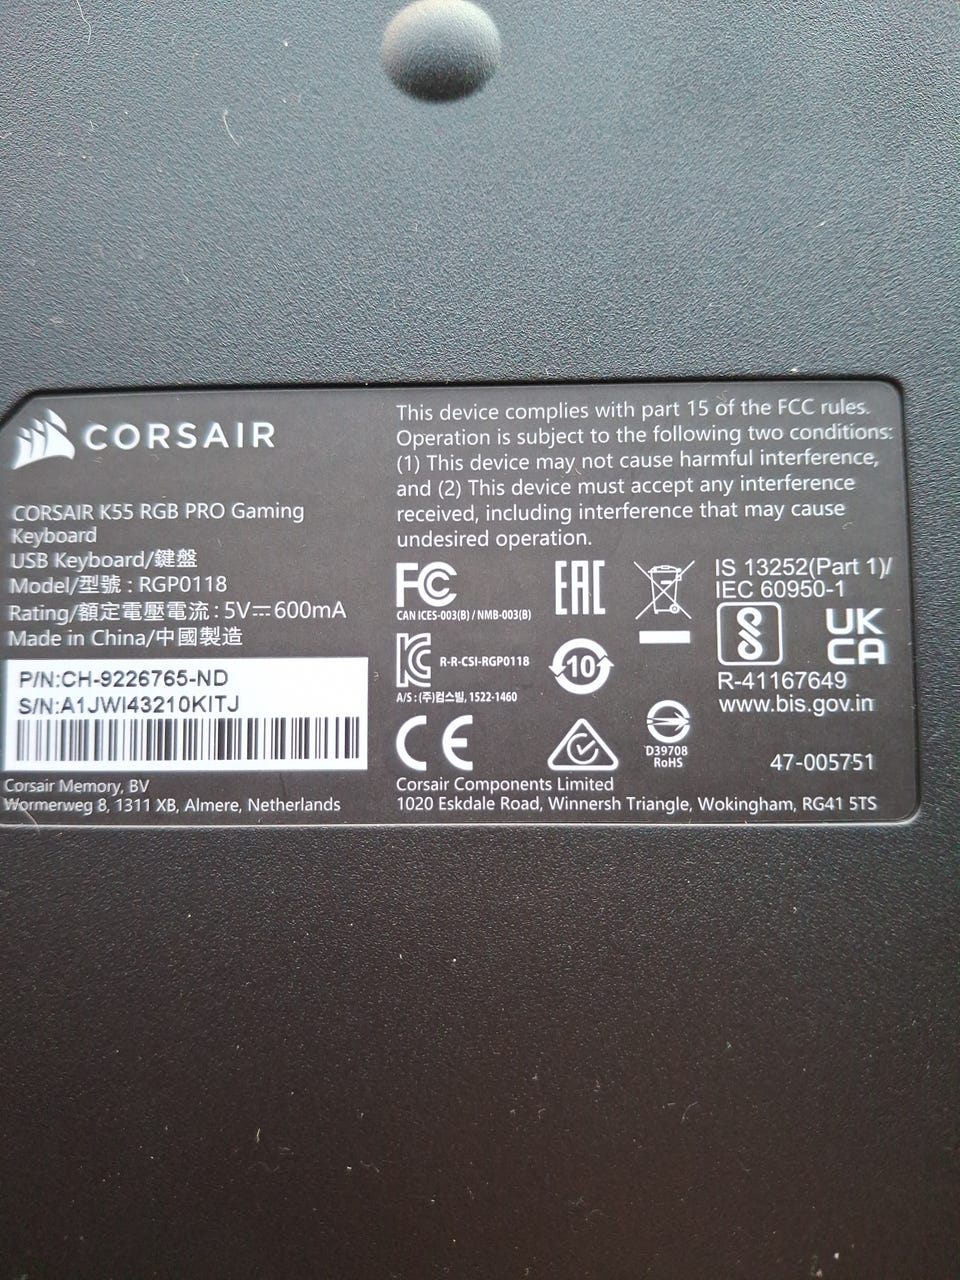 CORSAIR
CORSAIR K55 RGB PRO Gaming
Keyboard
USB Keyboard/鍵盤
Model/型號 : RGP0118
Rating/額定電壓電流 : 5V⎓600mA
Made in China/中國製造
P/N:CH-9226765-ND
S/N:A1JWI43210KITJ
Corsair Memory, BV
Wormerweg 8, 1311 XB, Almere, Netherlands
This device complies with part 15 of the FCC rules.
Operation is subject to the following two conditions:
(1) This device may not cause harmful interference,
and (2) This device must accept any interference
received, including interference that may cause
undesired operation.
FC
CAN ICES-003(B) / NMB-003(B)
EAC
IS 13252(Part 1)/
IEC 60950-1
UK
CA
R-R-CSI-RGP0118
A/S : (주)컴스빌, 1522-1460
10
R-41167649
www.bis.gov.in
CE
D39708
RoHS
47-005751
Corsair Components Limited
1020 Eskdale Road, Winnersh Triangle, Wokingham, RG41 5TS